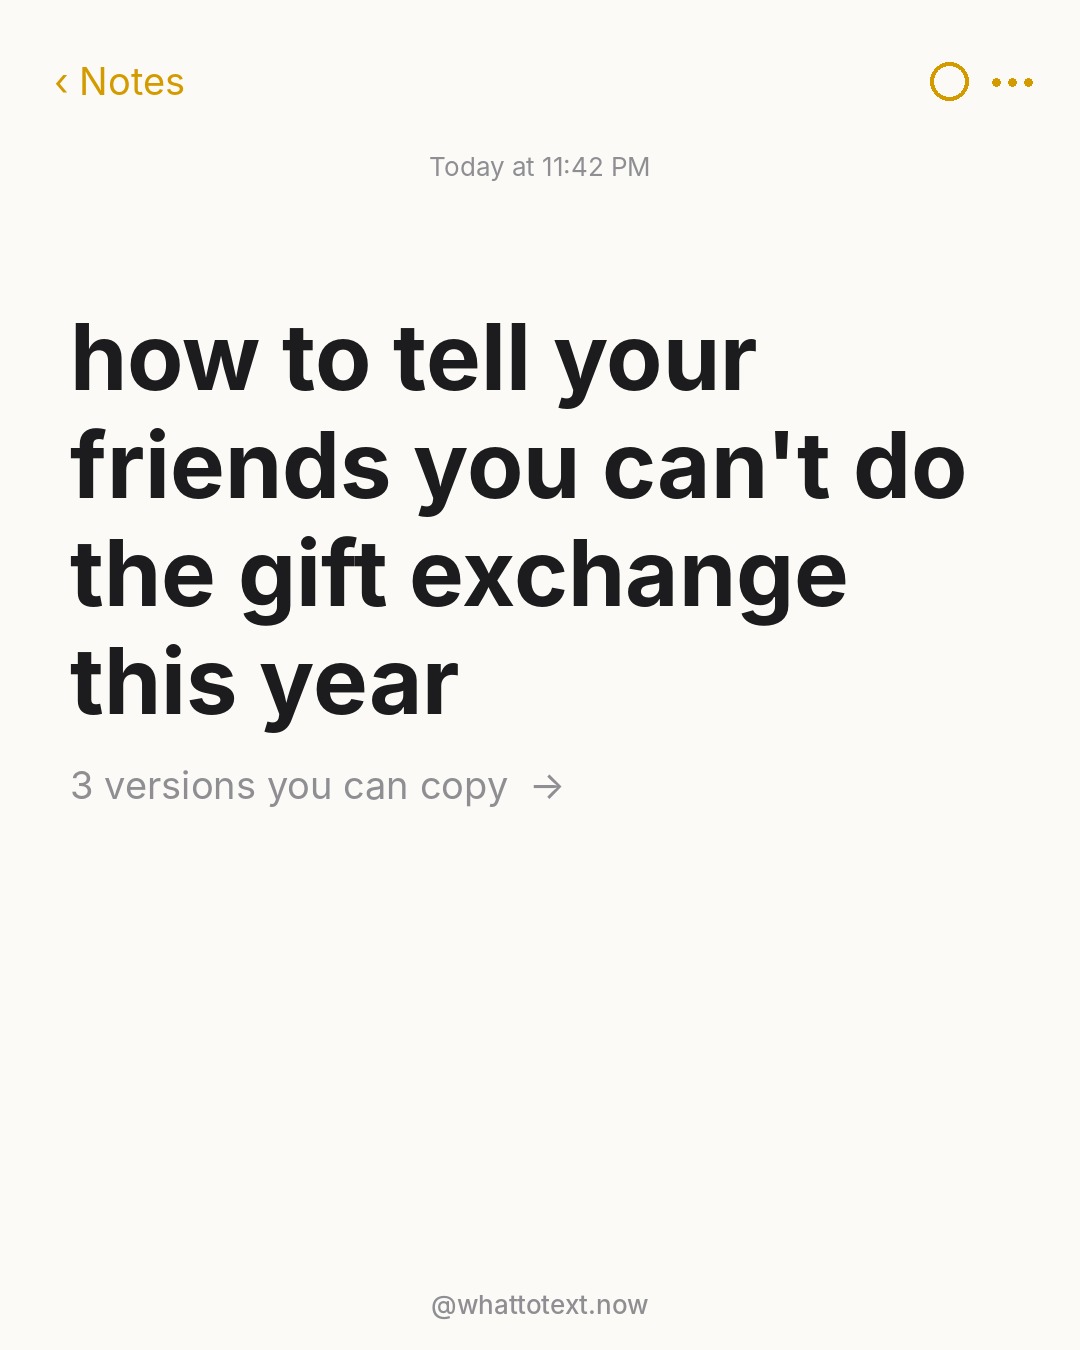 ‹ Notes
Today at 11:42 PM
how to tell your
friends you can't do
the gift exchange
this year
3 versions you can copy →
@whattotext.now